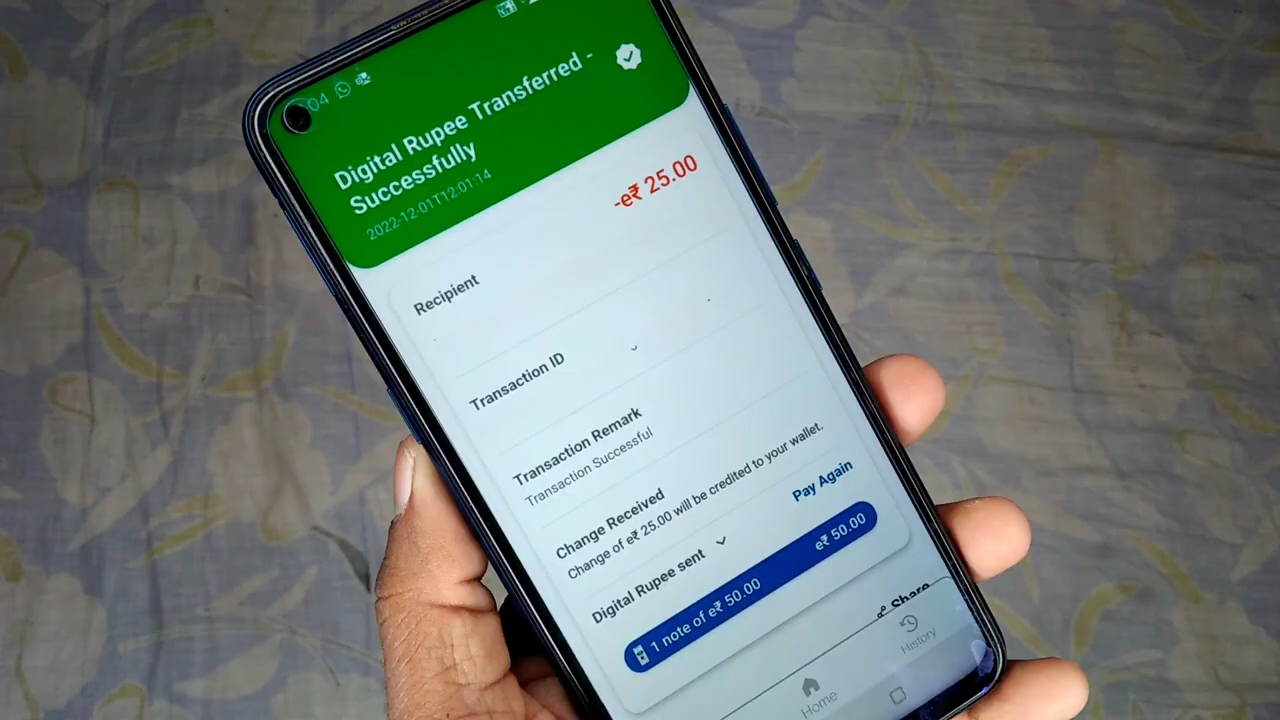 04
Digital Rupee Transferred -
Successfully
2022-12-01T12:01:14
-e₹ 25.00
Recipient
Transaction ID
Transaction Remark
Transaction Successful
Change Received
Change of e₹ 25.00 will be credited to your wallet.
Pay Again
Digital Rupee sent
1 note of e₹ 50.00
e₹ 50.00
Share
Home
History